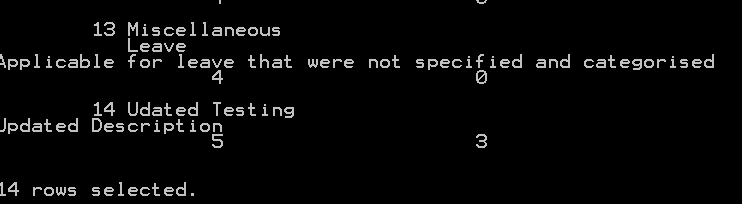 13 Miscellaneous
Leave
Applicable for leave that were not specified and categorised
4 0
14 Udated Testing
Updated Description
5 3
14 rows selected.